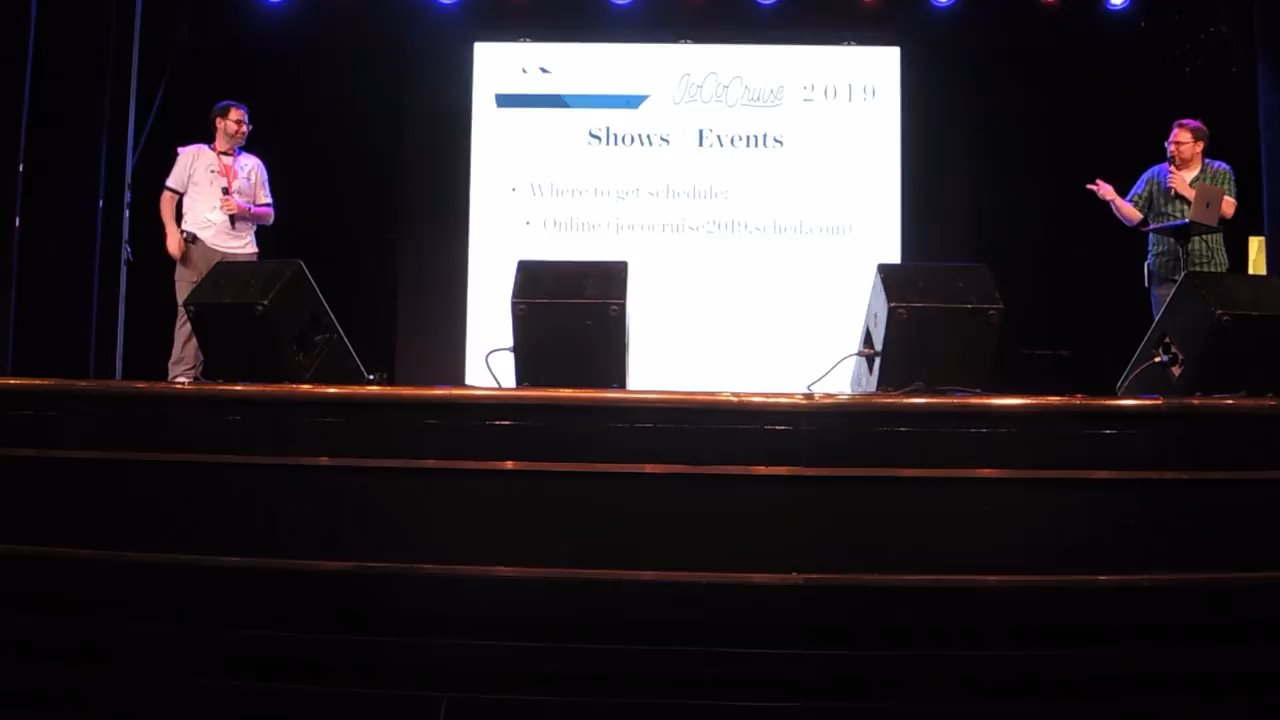 JoCoCruise 2019
Shows Events
• Where to get schedule:
• Online (jococruise2019.sched.com)